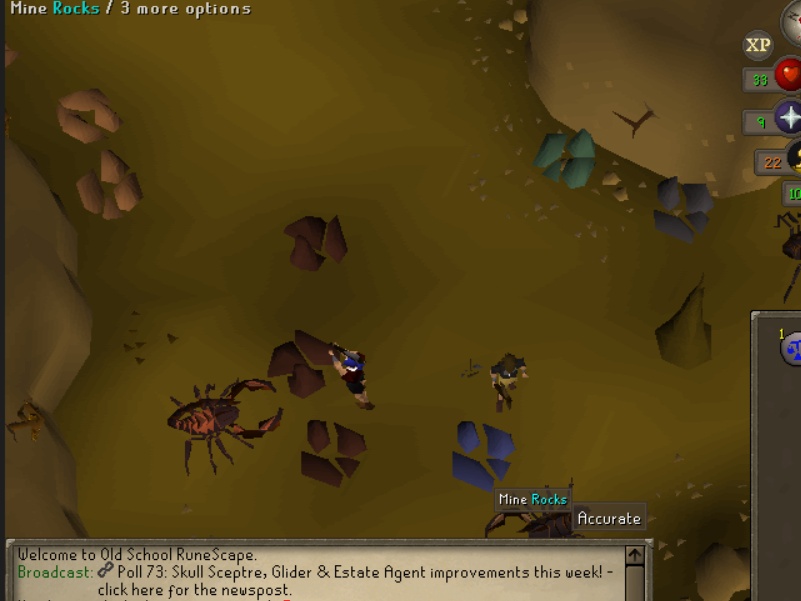 Mine Rocks / 3 more options
XP
33
9
22
10
1
Mine Rocks
Accurate
Welcome to Old School RuneScape.
Broadcast: Poll 73: Skull Sceptre, Glider & Estate Agent improvements this week! -
click here for the newspost.